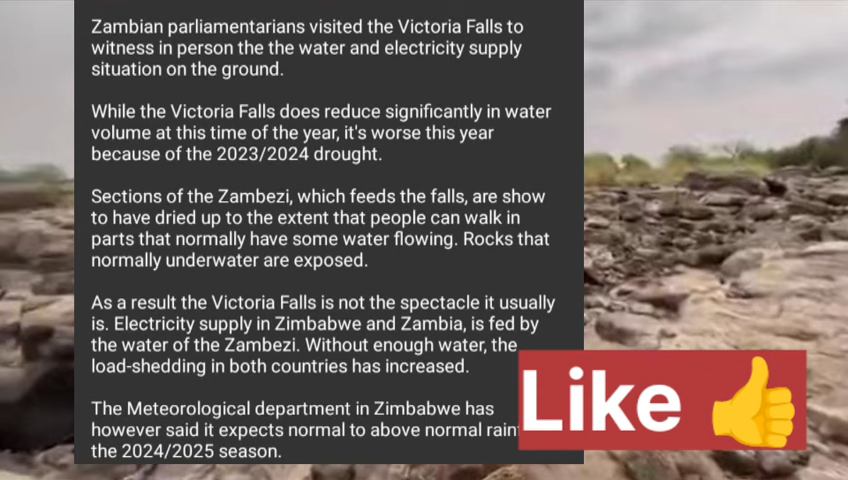 Zambian parliamentarians visited the Victoria Falls to
witness in person the the water and electricity supply
situation on the ground.
While the Victoria Falls does reduce significantly in water
volume at this time of the year, it's worse this year
because of the 2023/2024 drought.
Sections of the Zambezi, which feeds the falls, are show
to have dried up to the extent that people can walk in
parts that normally have some water flowing. Rocks that
normally underwater are exposed.
As a result the Victoria Falls is not the spectacle it usually
is. Electricity supply in Zimbabwe and Zambia, is fed by
the water of the Zambezi. Without enough water, the
load-shedding in both countries has increased.
The Meteorological department in Zimbabwe has
however said it expects normal to above normal
the 2024/2025 season.
Like 👍